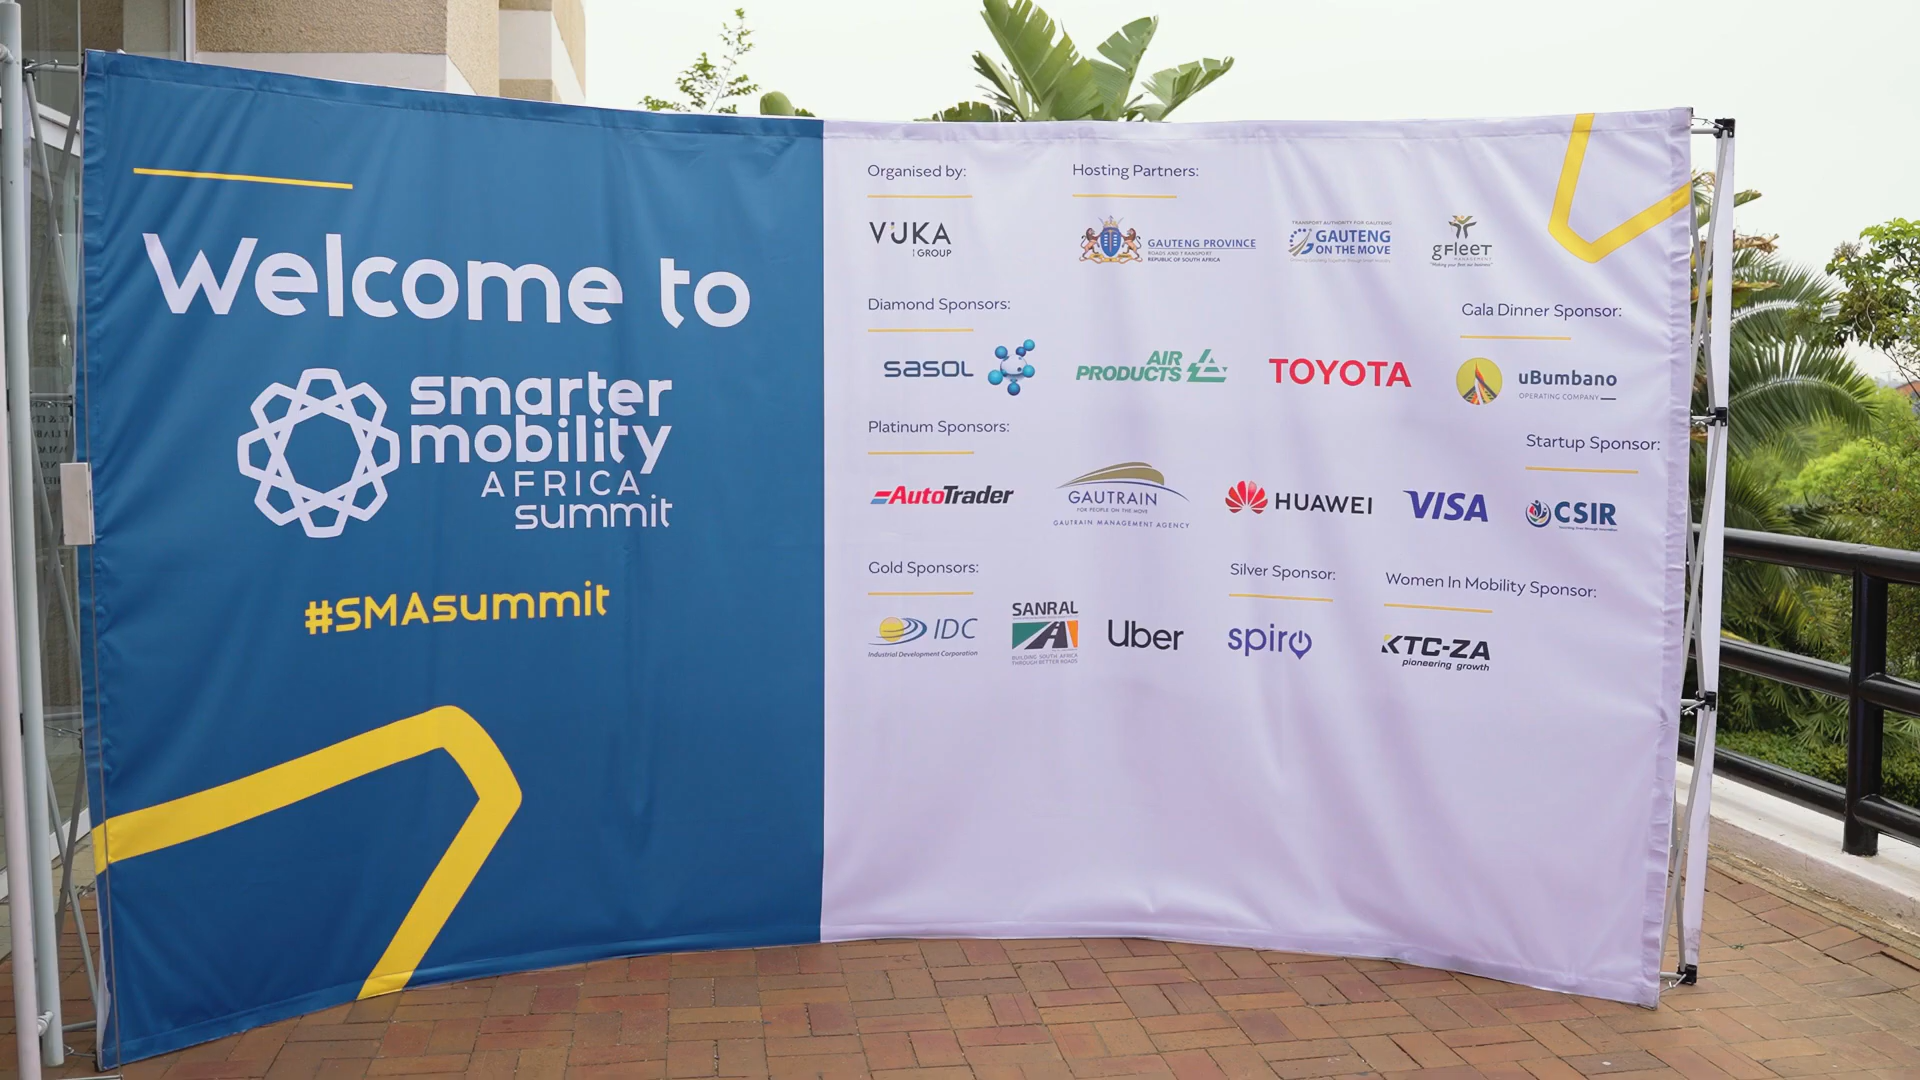 Welcome to
smarter
mobility
AFRICA
summit
#SMAsummit
Organised by:
VUKA
GROUP
Hosting Partners:
GAUTENG PROVINCE
ROADS AND TRANSPORT
REPUBLIC OF SOUTH AFRICA
TRANSPORT AUTHORITY FOR GAUTENG
GAUTENG
ON THE MOVE
gFleeT
MANAGEMENT
Diamond Sponsors:
sasol
AIR
PRODUCTS
TOYOTA
Gala Dinner Sponsor:
uBumbano
OPERATING COMPANY
Platinum Sponsors:
AutoTrader
GAUTRAIN
FOR PEOPLE ON THE MOVE
GAUTRAIN MANAGEMENT AGENCY
HUAWEI
VISA
Startup Sponsor:
CSIR
Gold Sponsors:
IDC
Industrial Development Corporation
SANRAL
BUILDING SOUTH AFRICA
THROUGH BETTER ROADS
Uber
Silver Sponsor:
spiro
Women In Mobility Sponsor:
KTC-ZA
pioneering growth